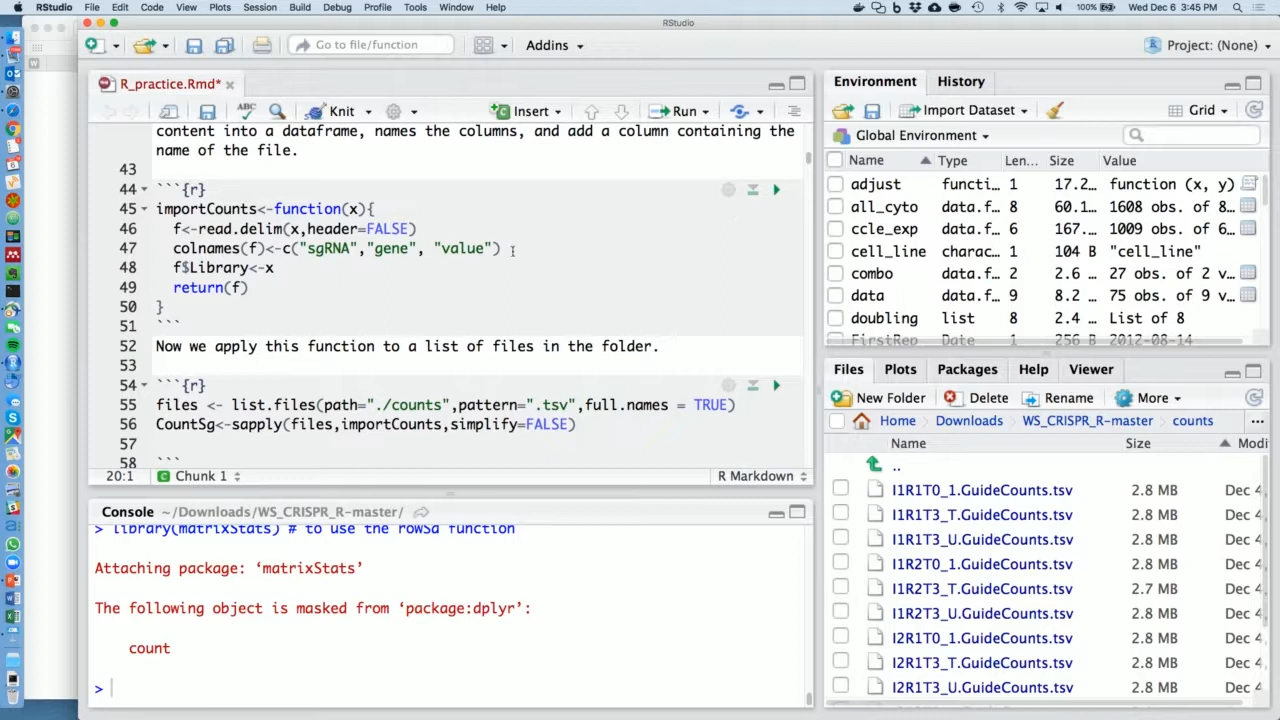 RStudio File Edit Code View Plots Session Build Debug Profile Tools Window Help 100% Wed Dec 6 3:45 PM
RStudio
Go to file/function Addins Project: (None)
R_practice.Rmd*
ABC Knit Insert Run
content into a dataframe, names the columns, and add a column containing the
name of the file.
43
44 ```{r}
45 importCounts<-function(x){
46 f<-read.delim(x,header=FALSE)
47 colnames(f)<-c("sgRNA","gene", "value")
48 f$Library<-x
49 return(f)
50 }
51 ```
52 Now we apply this function to a list of files in the folder.
53
54 ```{r}
55 files <- list.files(path="./counts",pattern=".tsv",full.names = TRUE)
56 CountSg<-sapply(files,importCounts,simplify=FALSE)
57
58 ```
20:1 Chunk 1 R Markdown
Console ~/Downloads/WS_CRISPR_R-master/
> library(matrixStats) # to use the rowSd function
Attaching package: ‘matrixStats’
The following object is masked from ‘package:dplyr’:
count
>
Environment History
Import Dataset Grid
Global Environment
Name Type Len... Size Value
adjust functi... 1 17.2... function (x, y)
all_cyto data.f... 8 60.1... 1608 obs. of 8...
ccle_exp data.f... 6 167.... 1009 obs. of 6...
cell_line charac... 1 104 B "cell_line"
combo data.f... 2 2.6 ... 27 obs. of 2 v...
data data.f... 9 8.2 ... 75 obs. of 9 v...
doubling list 8 2.4 ... List of 8
FirstRep Date 1 256 B 2012-08-14
Files Plots Packages Help Viewer
New Folder Delete Rename More
Home Downloads WS_CRISPR_R-master counts ...
Name Size Modi
..
I1R1T0_1.GuideCounts.tsv 2.8 MB Dec 4
I1R1T3_T.GuideCounts.tsv 2.8 MB Dec 4
I1R1T3_U.GuideCounts.tsv 2.8 MB Dec 4
I1R2T0_1.GuideCounts.tsv 2.8 MB Dec 4
I1R2T3_T.GuideCounts.tsv 2.7 MB Dec 4
I1R2T3_U.GuideCounts.tsv 2.8 MB Dec 4
I2R1T0_1.GuideCounts.tsv 2.8 MB Dec 4
I2R1T3_T.GuideCounts.tsv 2.8 MB Dec 4
I2R1T3_U.GuideCounts.tsv 2.8 MB Dec 4